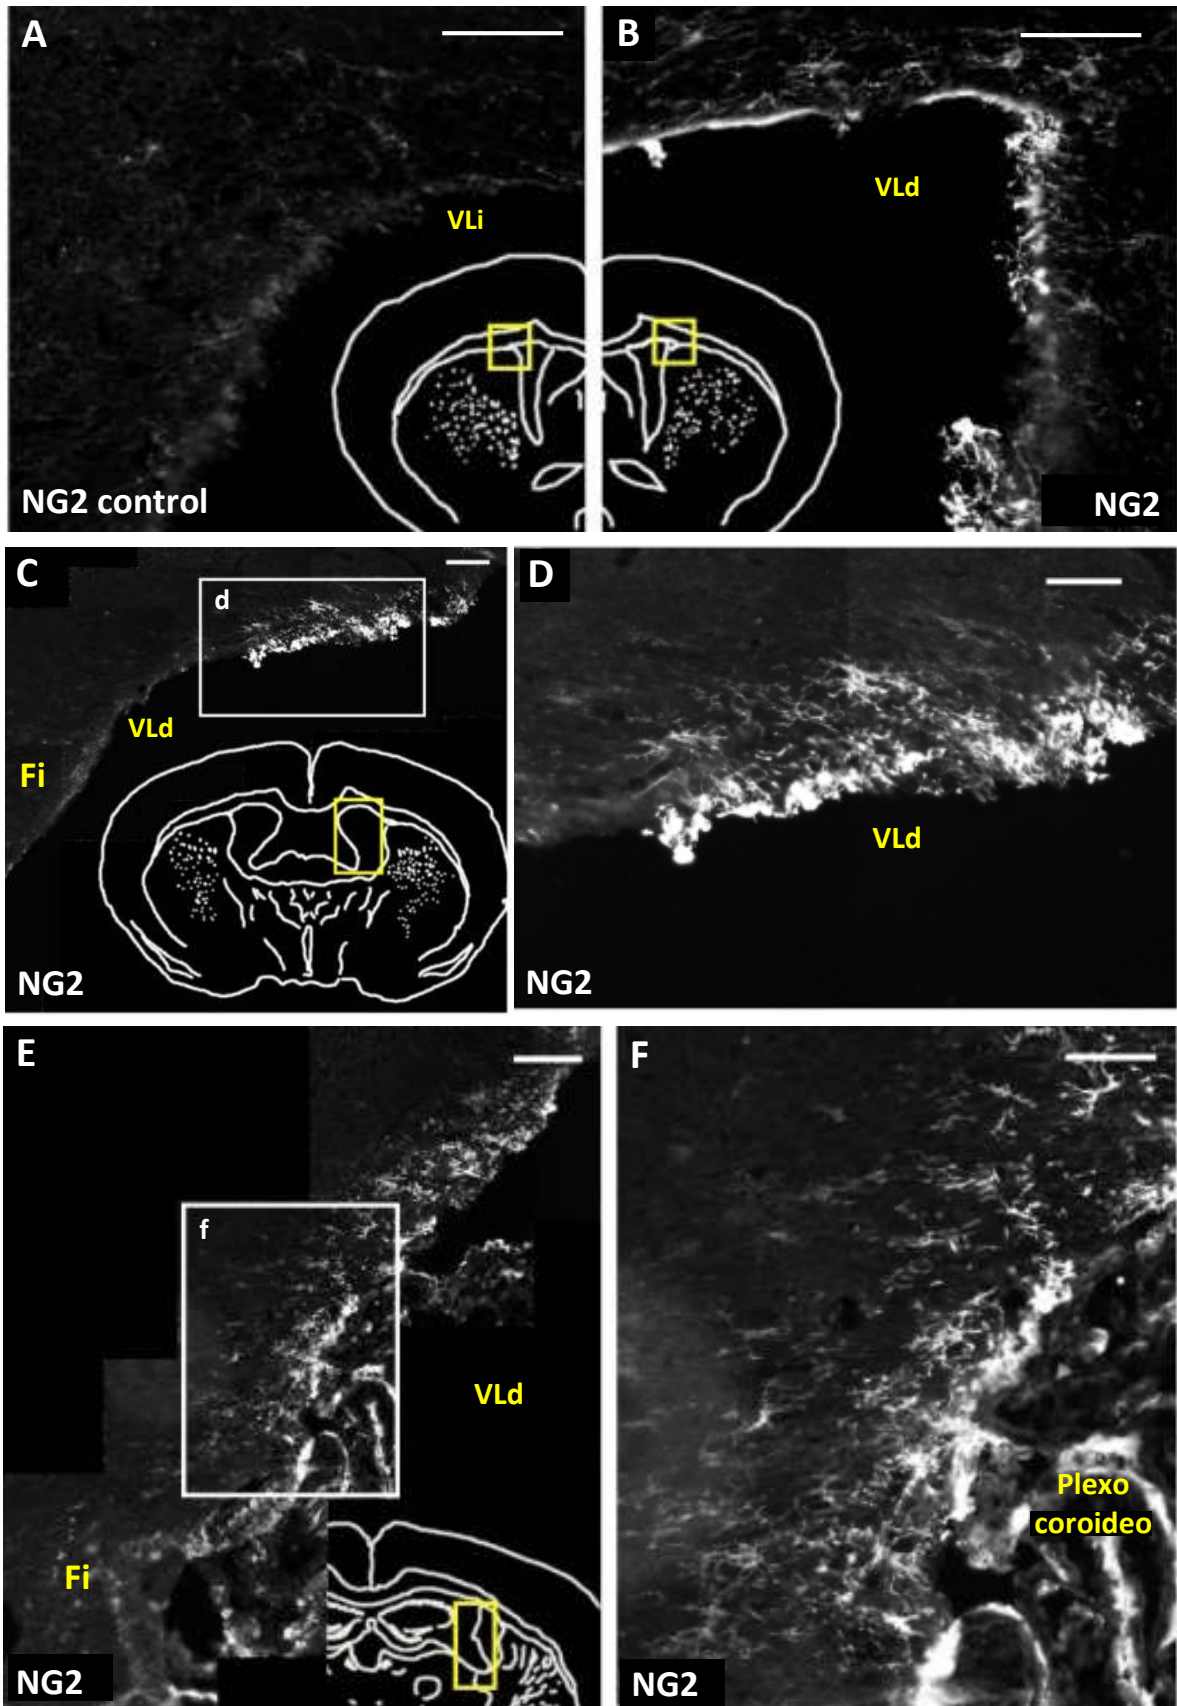 A
B
VLi
VLd
NG2 control
NG2
C
d
D
VLd
Fi
VLd
NG2
NG2
E
F
f
VLd
Plexo
coroideo
Fi
NG2
NG2